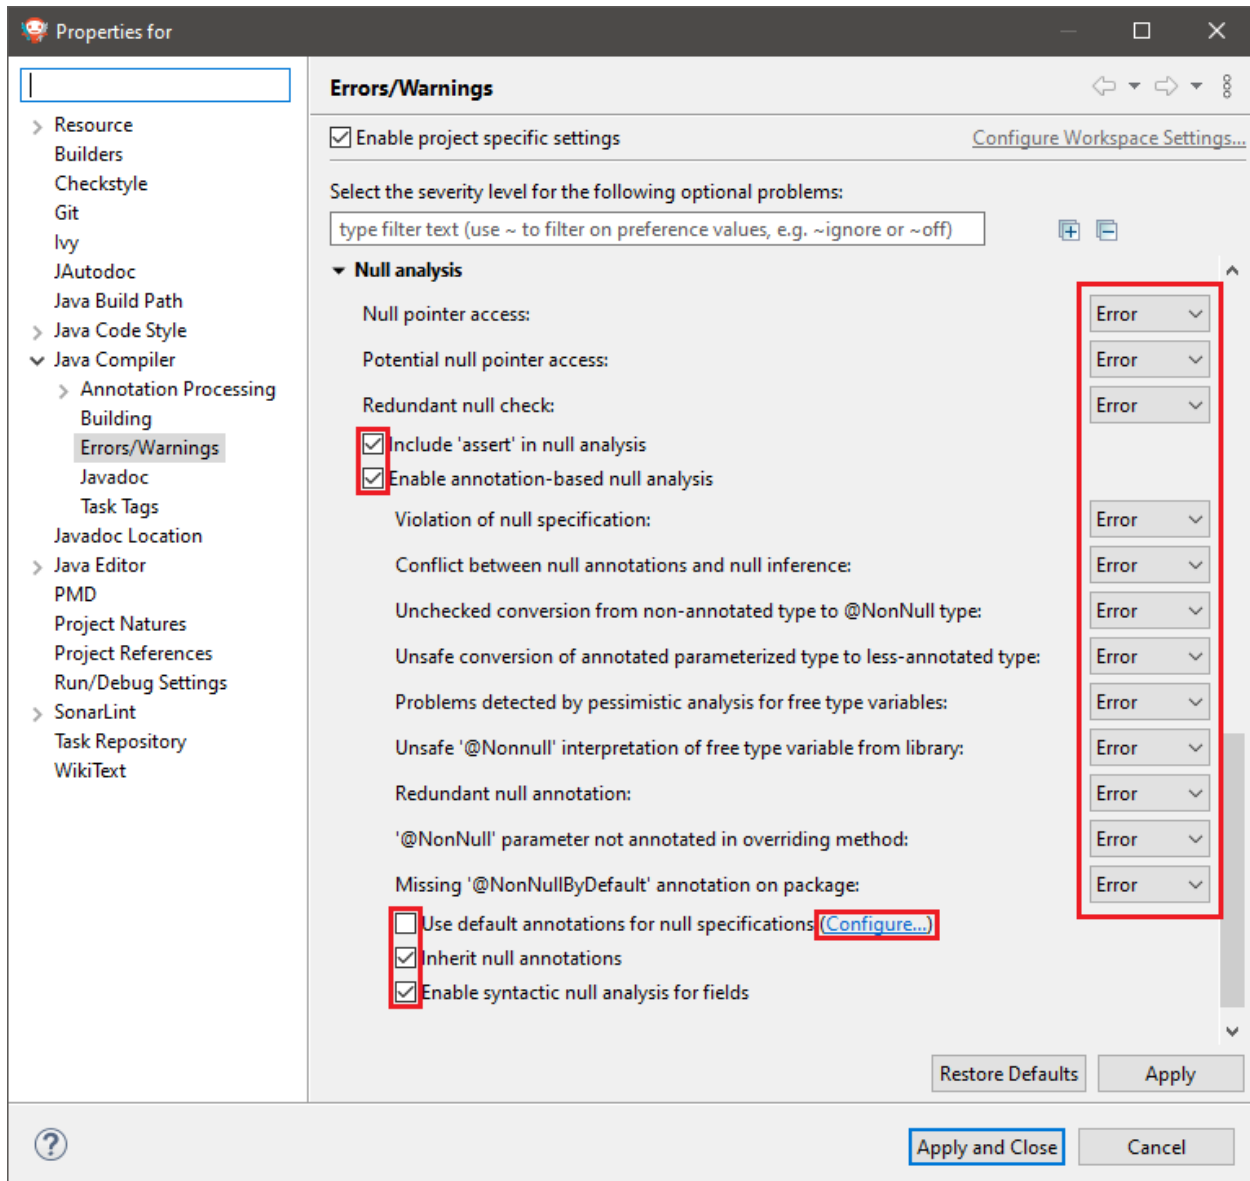 Properties for
Errors/Warnings
Resource
Builders
Checkstyle
Git
Ivy
JAutodoc
Java Build Path
Java Code Style
Java Compiler
Annotation Processing
Building
Errors/Warnings
Javadoc
Task Tags
Javadoc Location
Java Editor
PMD
Project Natures
Project References
Run/Debug Settings
SonarLint
Task Repository
WikiText
Enable project specific settings
Configure Workspace Settings...
Select the severity level for the following optional problems:
type filter text (use ~ to filter on preference values, e.g. ~ignore or ~off)
Null analysis
Null pointer access: Error
Potential null pointer access: Error
Redundant null check: Error
Include 'assert' in null analysis
Enable annotation-based null analysis
Violation of null specification: Error
Conflict between null annotations and null inference: Error
Unchecked conversion from non-annotated type to @NonNull type: Error
Unsafe conversion of annotated parameterized type to less-annotated type: Error
Problems detected by pessimistic analysis for free type variables: Error
Unsafe '@Nonnull' interpretation of free type variable from library: Error
Redundant null annotation: Error
'@NonNull' parameter not annotated in overriding method: Error
Missing '@NonNullByDefault' annotation on package: Error
Use default annotations for null specifications (Configure...)
Inherit null annotations
Enable syntactic null analysis for fields
Restore Defaults
Apply
?
Apply and Close
Cancel